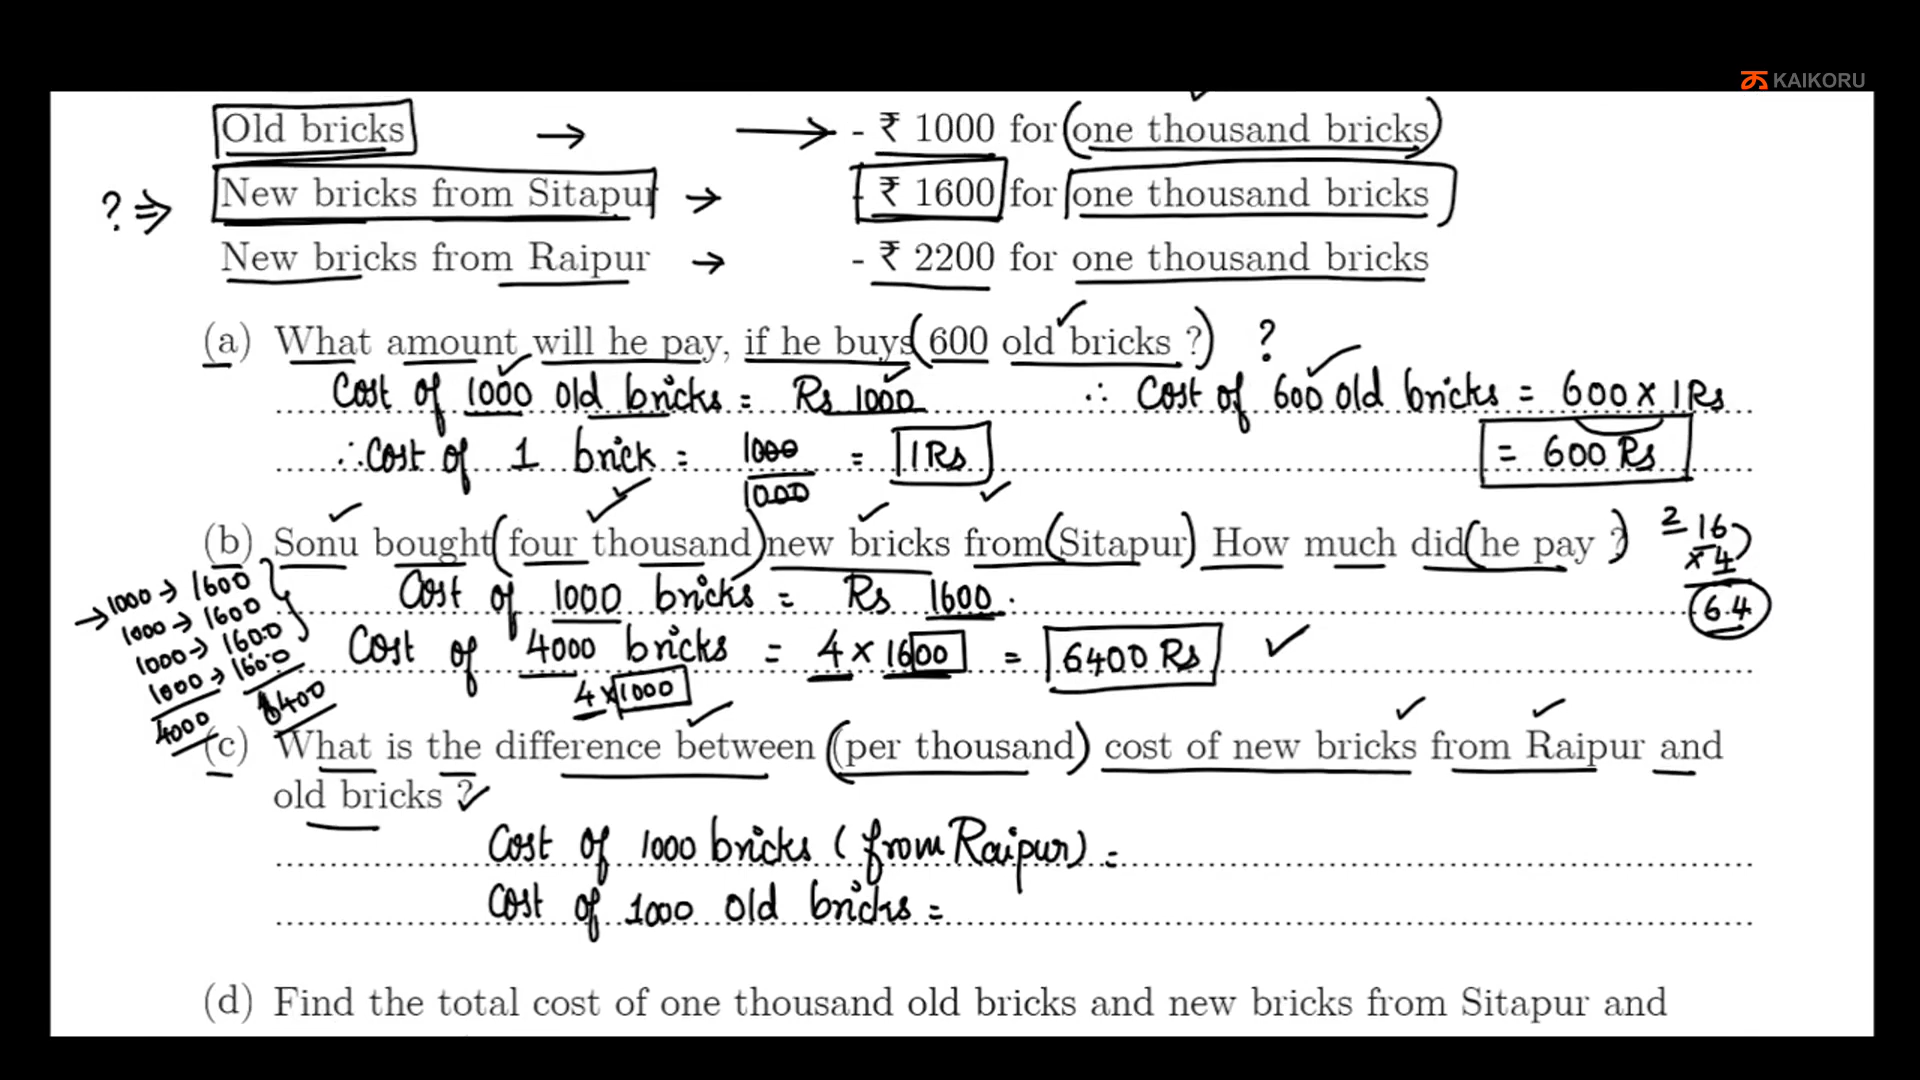 KAIKORU
Old bricks → → - ₹ 1000 for (one thousand bricks)
? ⇒ New bricks from Sitapur → - ₹ 1600 for one thousand bricks
New bricks from Raipur → - ₹ 2200 for one thousand bricks
(a) What amount will he pay, if he buys (600 old bricks ?) ?
Cost of 1000 old bricks = Rs 1000 ∴ Cost of 600 old bricks = 600 × 1Rs
∴ Cost of 1 brick = 1000/1000 = 1Rs = 600 Rs
(b) Sonu bought (four thousand) new bricks from (Sitapur) How much did (he pay ?)
2 16
× 4
64
1000 → 1600
→ 1000 → 1600
1000 → 1600
1000 → 1600
4000 6400
Cost of 1000 bricks = Rs 1600.
Cost of 4000 bricks = 4 × 1600 = 6400 Rs
4 × 1000
(c) What is the difference between (per thousand) cost of new bricks from Raipur and
old bricks ?
Cost of 1000 bricks (from Raipur) =
Cost of 1000 old bricks =
(d) Find the total cost of one thousand old bricks and new bricks from Sitapur and